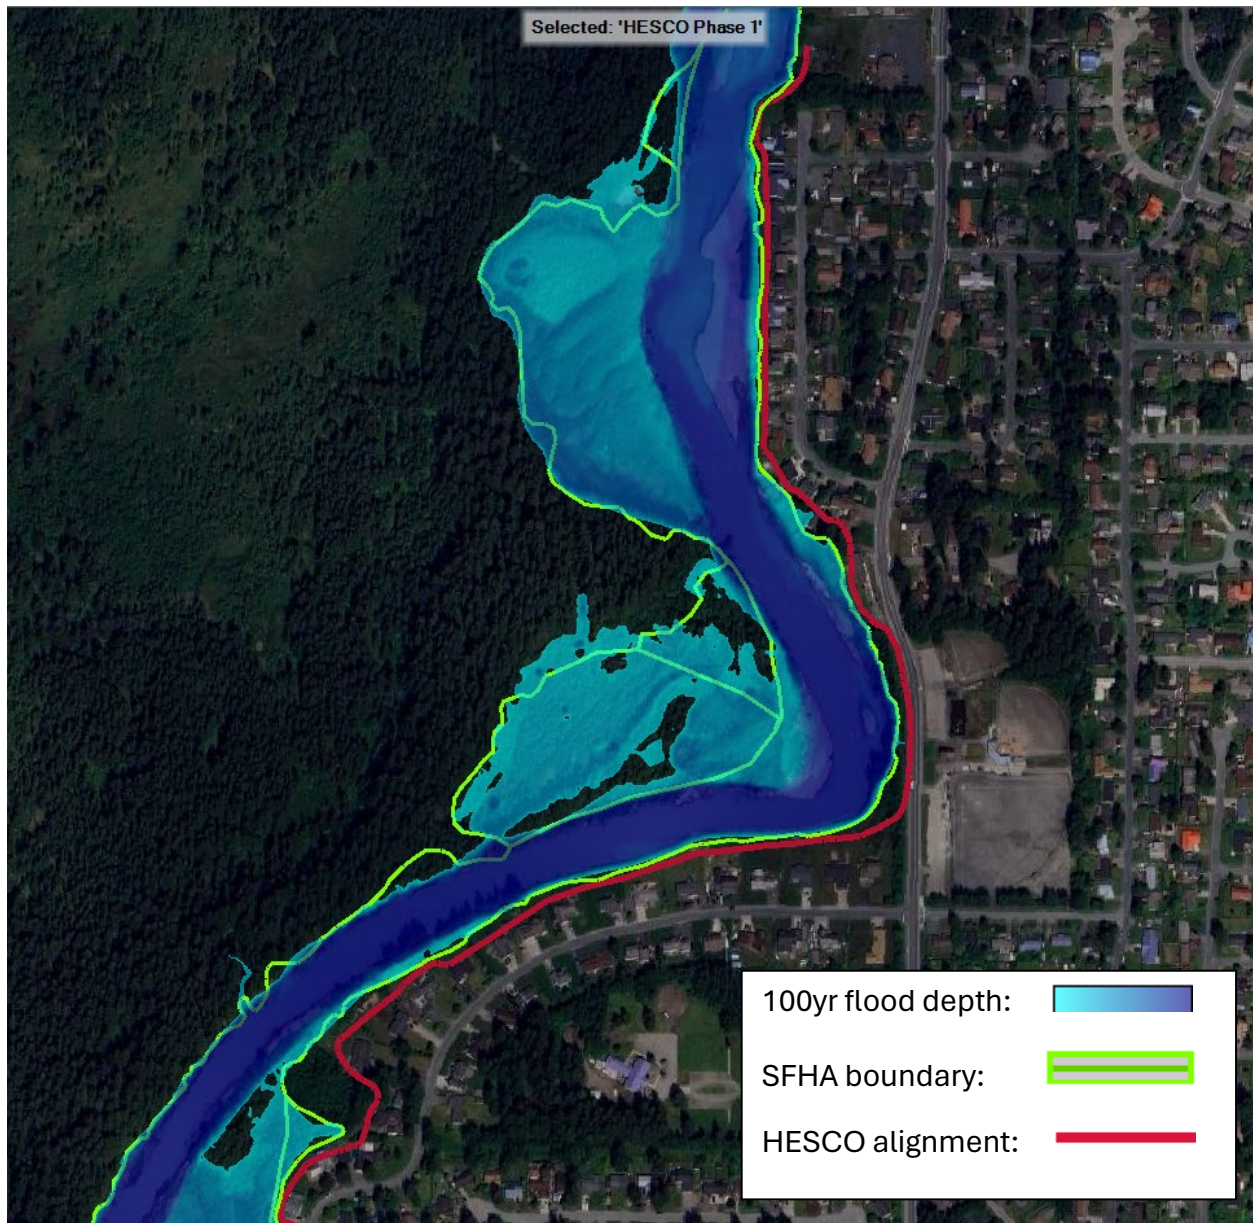 Selected: 'HESCO Phase 1'
100yr flood depth:
SFHA boundary:
HESCO alignment: